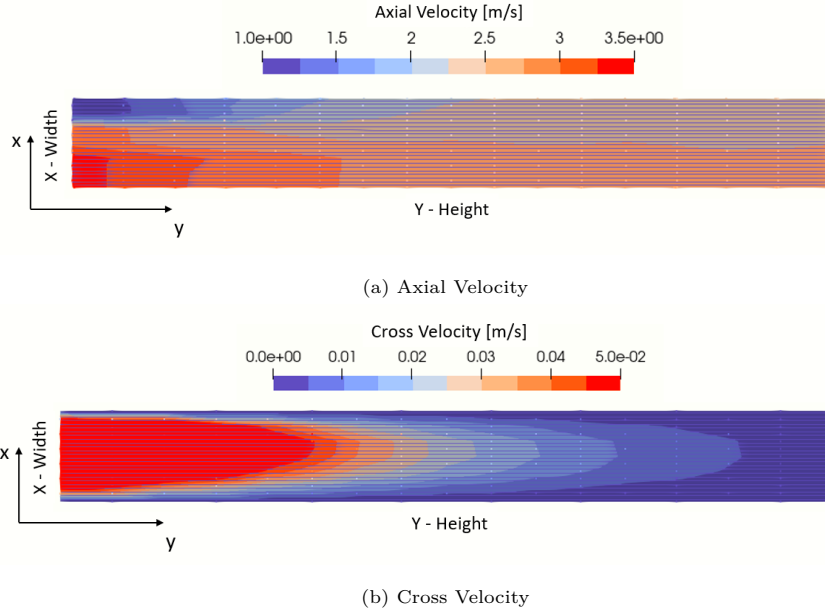 Axial Velocity [m/s]
1.0e+00 1.5 2 2.5 3 3.5e+00
x
X - Width
Y - Height
y
(a) Axial Velocity
Cross Velocity [m/s]
0.0e+00 0.01 0.02 0.03 0.04 5.0e-02
x
X - Width
Y - Height
y
(b) Cross Velocity